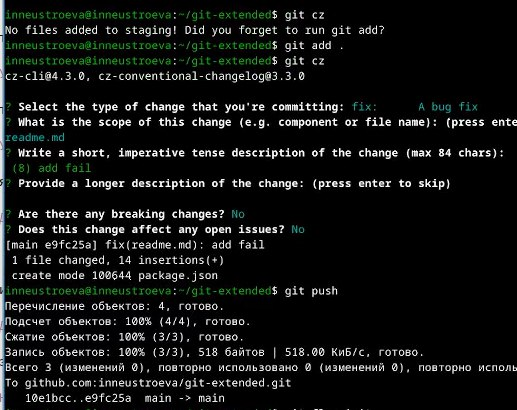 inneustroeva@inneustroeva:~/git-extended$ git cz
No files added to staging! Did you forget to run git add?
inneustroeva@inneustroeva:~/git-extended$ git add .
inneustroeva@inneustroeva:~/git-extended$ git cz
cz-cli@4.3.0, cz-conventional-changelog@3.3.0
? Select the type of change that you're committing: fix: A bug fix
? What is the scope of this change (e.g. component or file name): (press ente
readme.md
? Write a short, imperative tense description of the change (max 84 chars):
(8) add fail
? Provide a longer description of the change: (press enter to skip)
? Are there any breaking changes? No
? Does this change affect any open issues? No
[main e9fc25a] fix(readme.md): add fail
1 file changed, 14 insertions(+)
create mode 100644 package.json
inneustroeva@inneustroeva:~/git-extended$ git push
Перечисление объектов: 4, готово.
Подсчет объектов: 100% (4/4), готово.
Сжатие объектов: 100% (3/3), готово.
Запись объектов: 100% (3/3), 518 байтов | 518.00 КиБ/с, готово.
Всего 3 (изменений 0), повторно использовано 0 (изменений 0), повторно исполь
To github.com:inneustroeva/git-extended.git
10e1bcc..e9fc25a main -> main